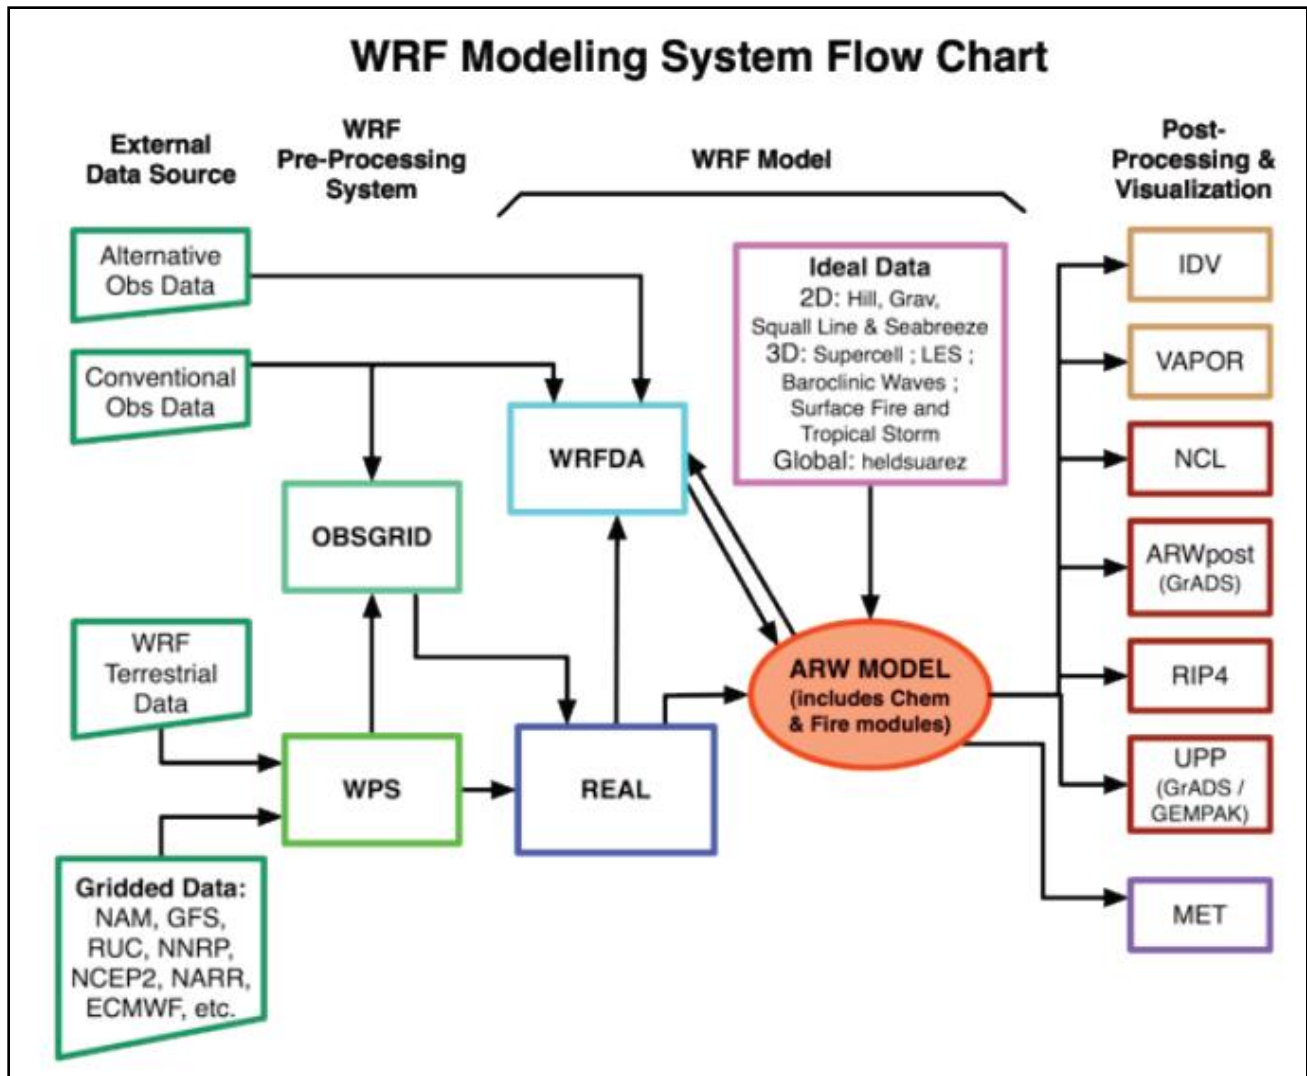 WRF Modeling System Flow Chart
External
Data Source
WRF
Pre-Processing
System
WRF Model
Post-
Processing &
Visualization
Alternative
Obs Data
Conventional
Obs Data
WRF
Terrestrial
Data
Gridded Data:
NAM, GFS,
RUC, NNRP,
NCEP2, NARR,
ECMWF, etc.
OBSGRID
WPS
WRFDA
REAL
Ideal Data
2D: Hill, Grav,
Squall Line & Seabreeze
3D: Supercell ; LES ;
Baroclinic Waves ;
Surface Fire and
Tropical Storm
Global: heldsuarez
ARW MODEL
(includes Chem
& Fire modules)
IDV
VAPOR
NCL
ARWpost
(GrADS)
RIP4
UPP
(GrADS /
GEMPAK)
MET